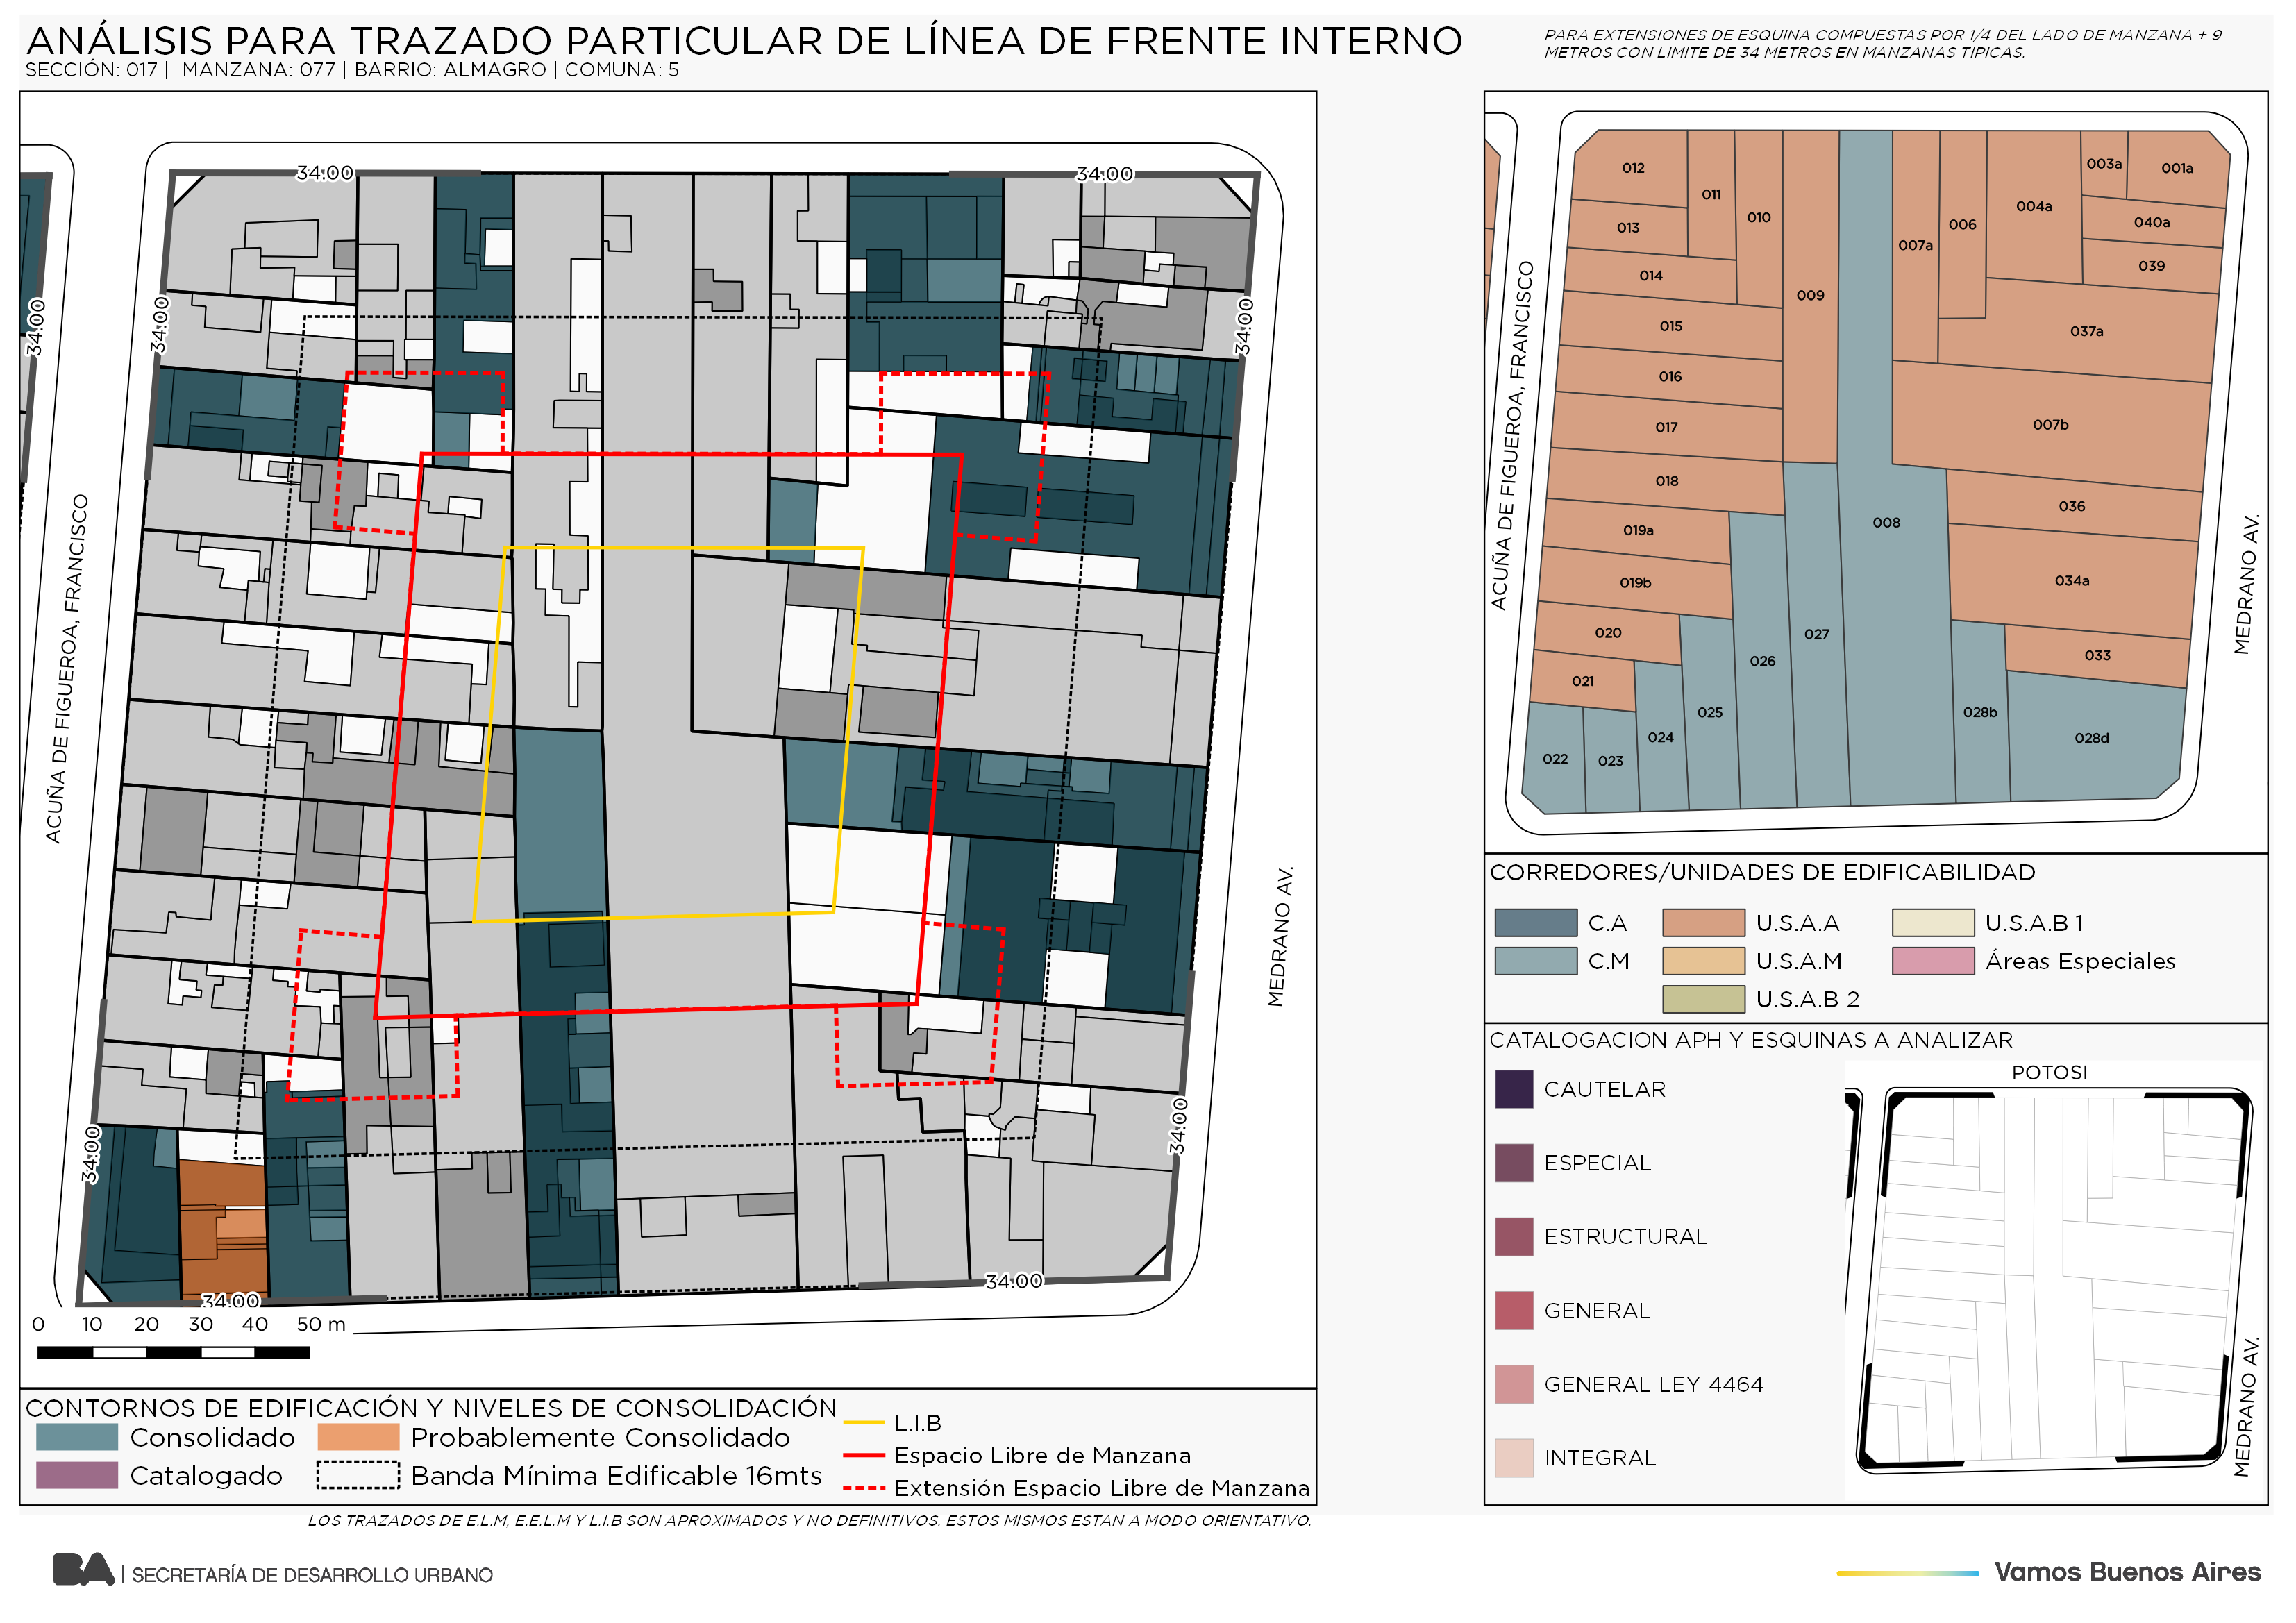 ANÁLISIS PARA TRAZADO PARTICULAR DE LÍNEA DE FRENTE INTERNO
SECCIÓN: 017 | MANZANA: 077 | BARRIO: ALMAGRO | COMUNA: 5
PARA EXTENSIONES DE ESQUINA COMPUESTAS POR 1/4 DEL LADO DE MANZANA + 9
METROS CON LIMITE DE 34 METROS EN MANZANAS TIPICAS.
34:00
34:00
34:00
34:00
34:00
ACUÑA DE FIGUEROA, FRANCISCO
MEDRANO AV.
34:00
34:00
34:00
34:00
0 10 20 30 40 50 m
CONTORNOS DE EDIFICACIÓN Y NIVELES DE CONSOLIDACIÓN
Consolidado
Probablemente Consolidado
Catalogado
Banda Mínima Edificable 16mts
L.I.B
Espacio Libre de Manzana
Extensión Espacio Libre de Manzana
LOS TRAZADOS DE E.L.M, E.E.L.M Y L.I.B SON APROXIMADOS Y NO DEFINITIVOS. ESTOS MISMOS ESTAN A MODO ORIENTATIVO.
012
011
010
009
007a
006
004a
003a
001a
013
040a
014
039
015
037a
016
017
007b
018
008
036
019a
019b
034a
020
027
026
033
021
025
028b
024
028d
022
023
ACUÑA DE FIGUEROA, FRANCISCO
MEDRANO AV.
CORREDORES/UNIDADES DE EDIFICABILIDAD
C.A
U.S.A.A
U.S.A.B 1
C.M
U.S.A.M
Áreas Especiales
U.S.A.B 2
CATALOGACION APH Y ESQUINAS A ANALIZAR
CAUTELAR
ESPECIAL
ESTRUCTURAL
GENERAL
GENERAL LEY 4464
INTEGRAL
POTOSI
MEDRANO AV.
BA | SECRETARÍA DE DESARROLLO URBANO
Vamos Buenos Aires